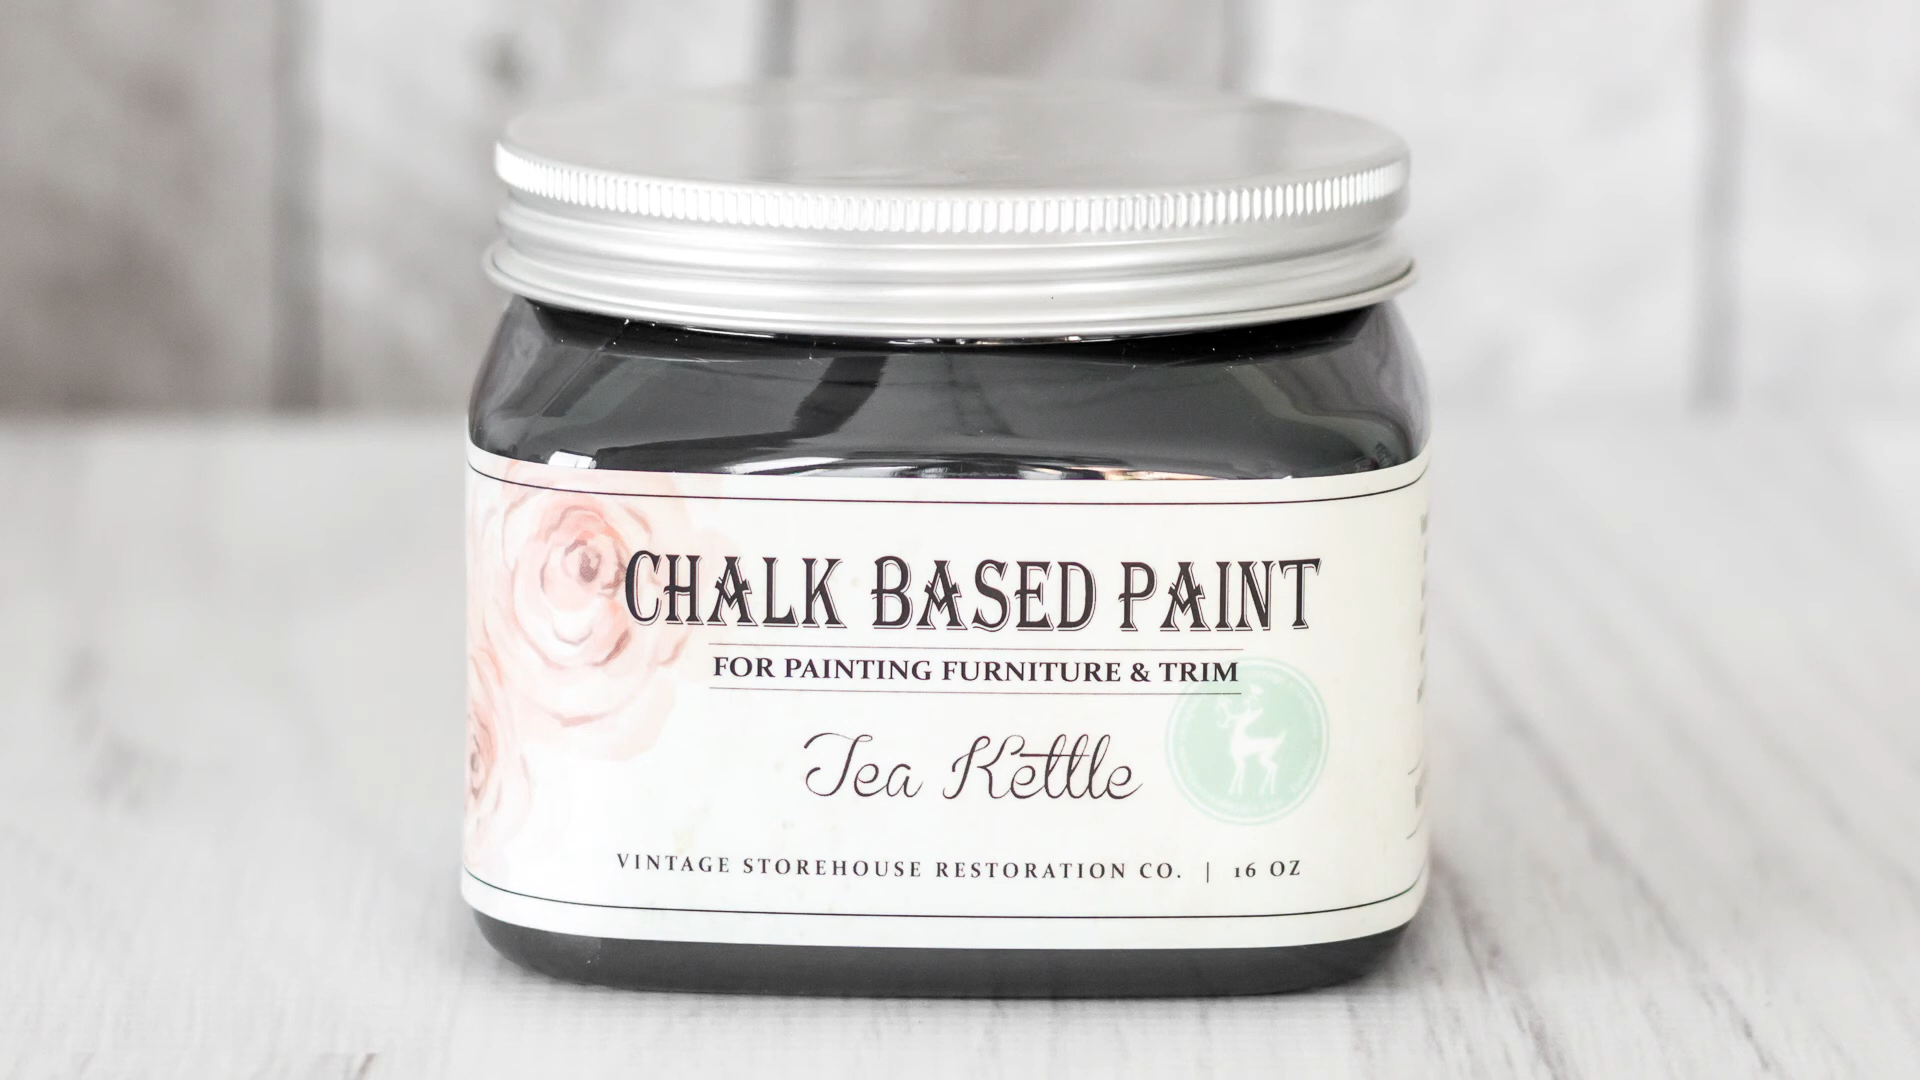 CHALK BASED PAINT
FOR PAINTING FURNITURE & TRIM
Tea Kettle
VINTAGE STOREHOUSE RESTORATION CO. | 16 OZ